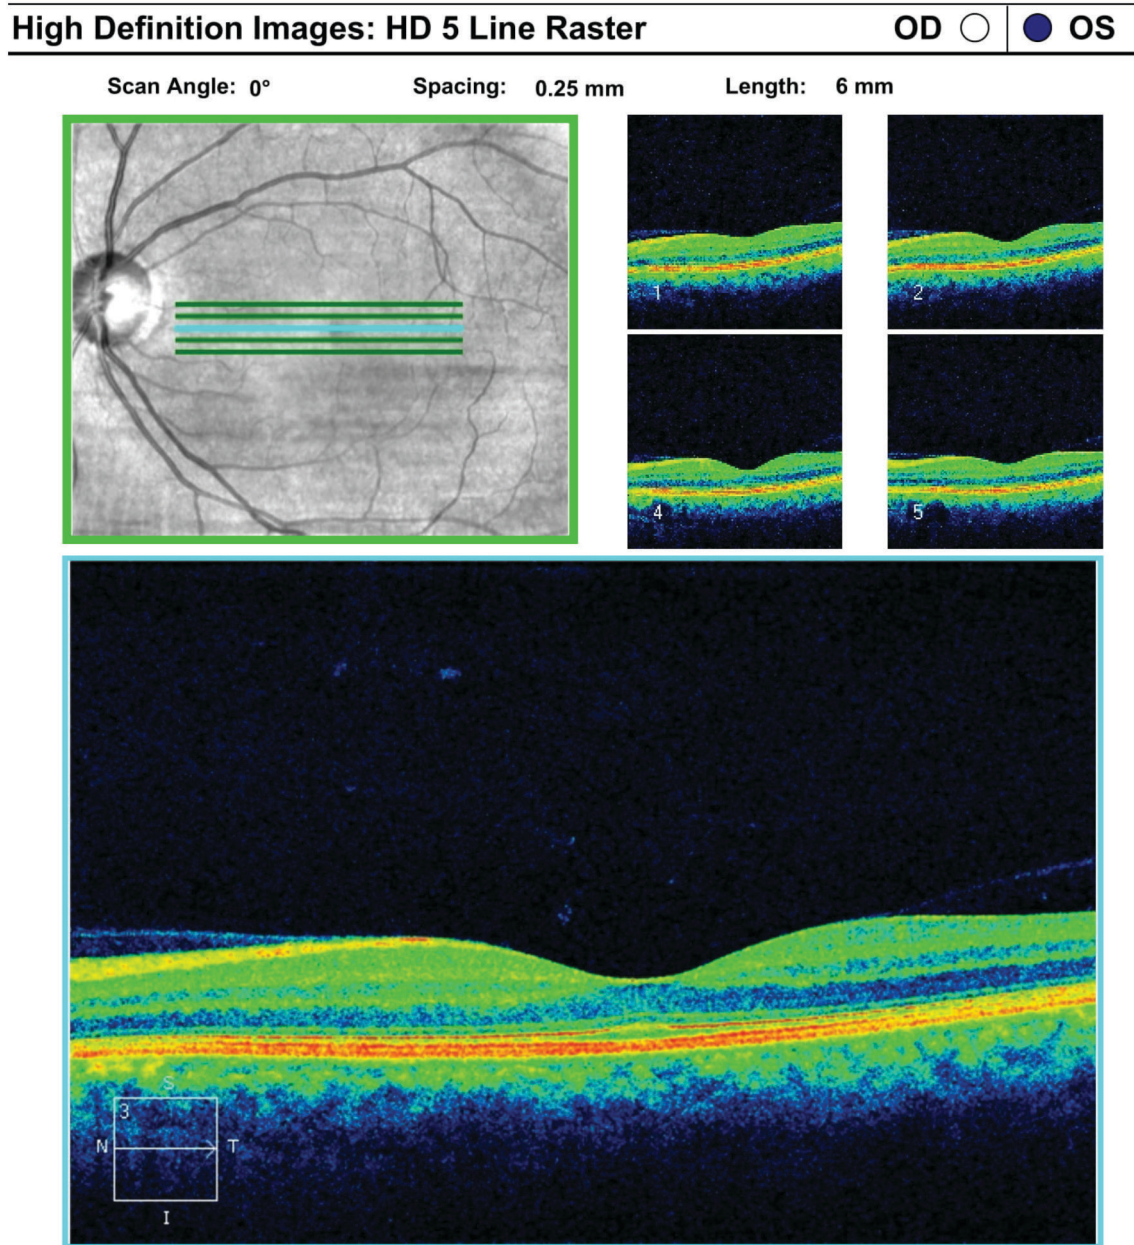 High Definition Images: HD 5 Line Raster OD OS
Scan Angle: 0° Spacing: 0.25 mm Length: 6 mm
1 2
4 5
S
3
N T
I